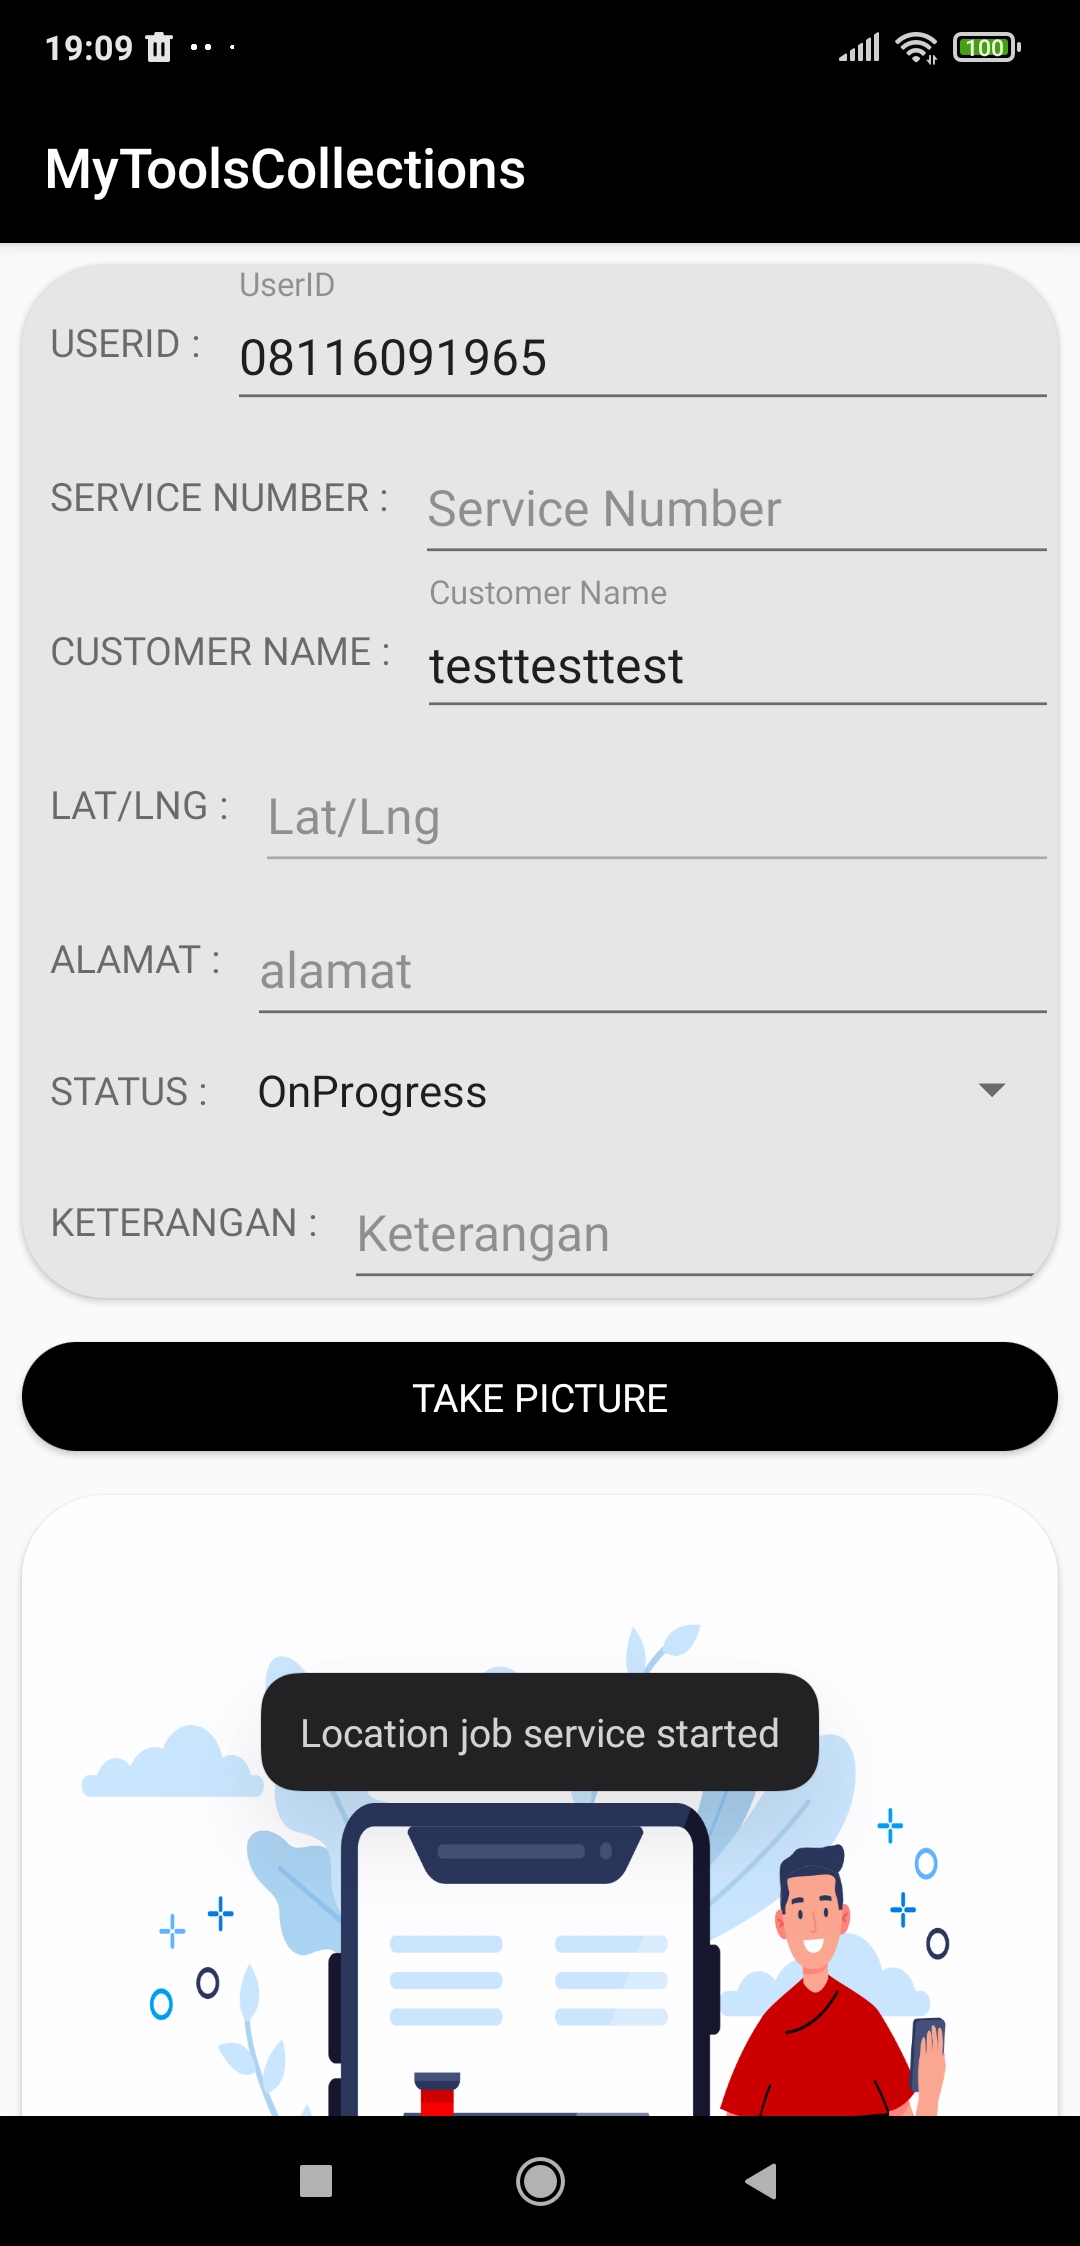 19:09
100
MyToolsCollections
UserID
USERID :
08116091965
SERVICE NUMBER :
Service Number
Customer Name
CUSTOMER NAME :
testtesttest
LAT/LNG :
Lat/Lng
ALAMAT :
alamat
STATUS :
OnProgress
KETERANGAN :
Keterangan
TAKE PICTURE
Location job service started